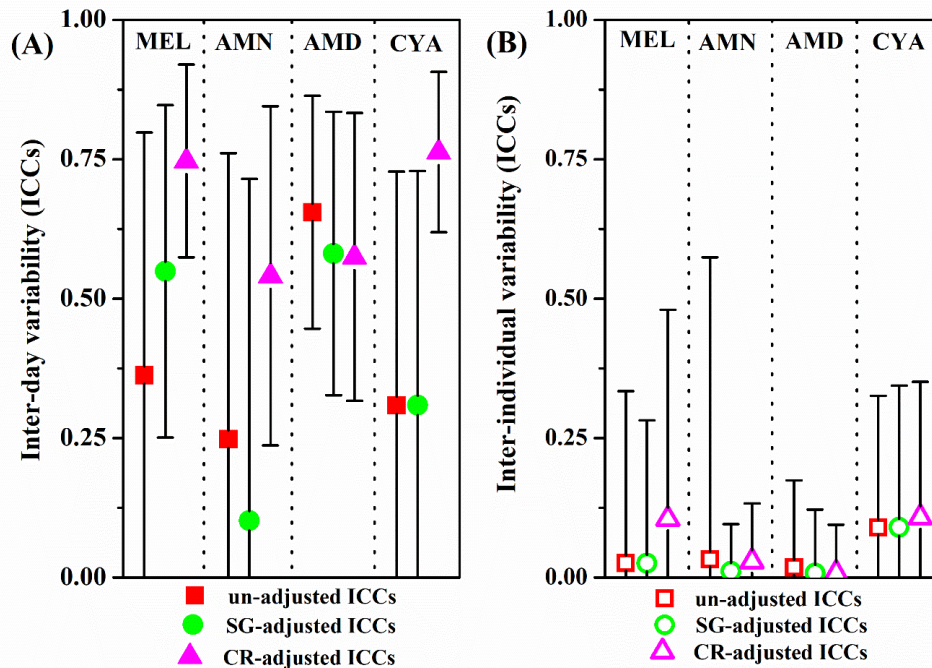 (A)
Inter-day variability (ICCs)
1.00
0.75
0.50
0.25
0.00
MEL AMN AMD CYA
un-adjusted ICCs
SG-adjusted ICCs
CR-adjusted ICCs
(B)
Inter-individual variability (ICCs)
1.00
0.75
0.50
0.25
0.00
MEL AMN AMD CYA
un-adjusted ICCs
SG-adjusted ICCs
CR-adjusted ICCs